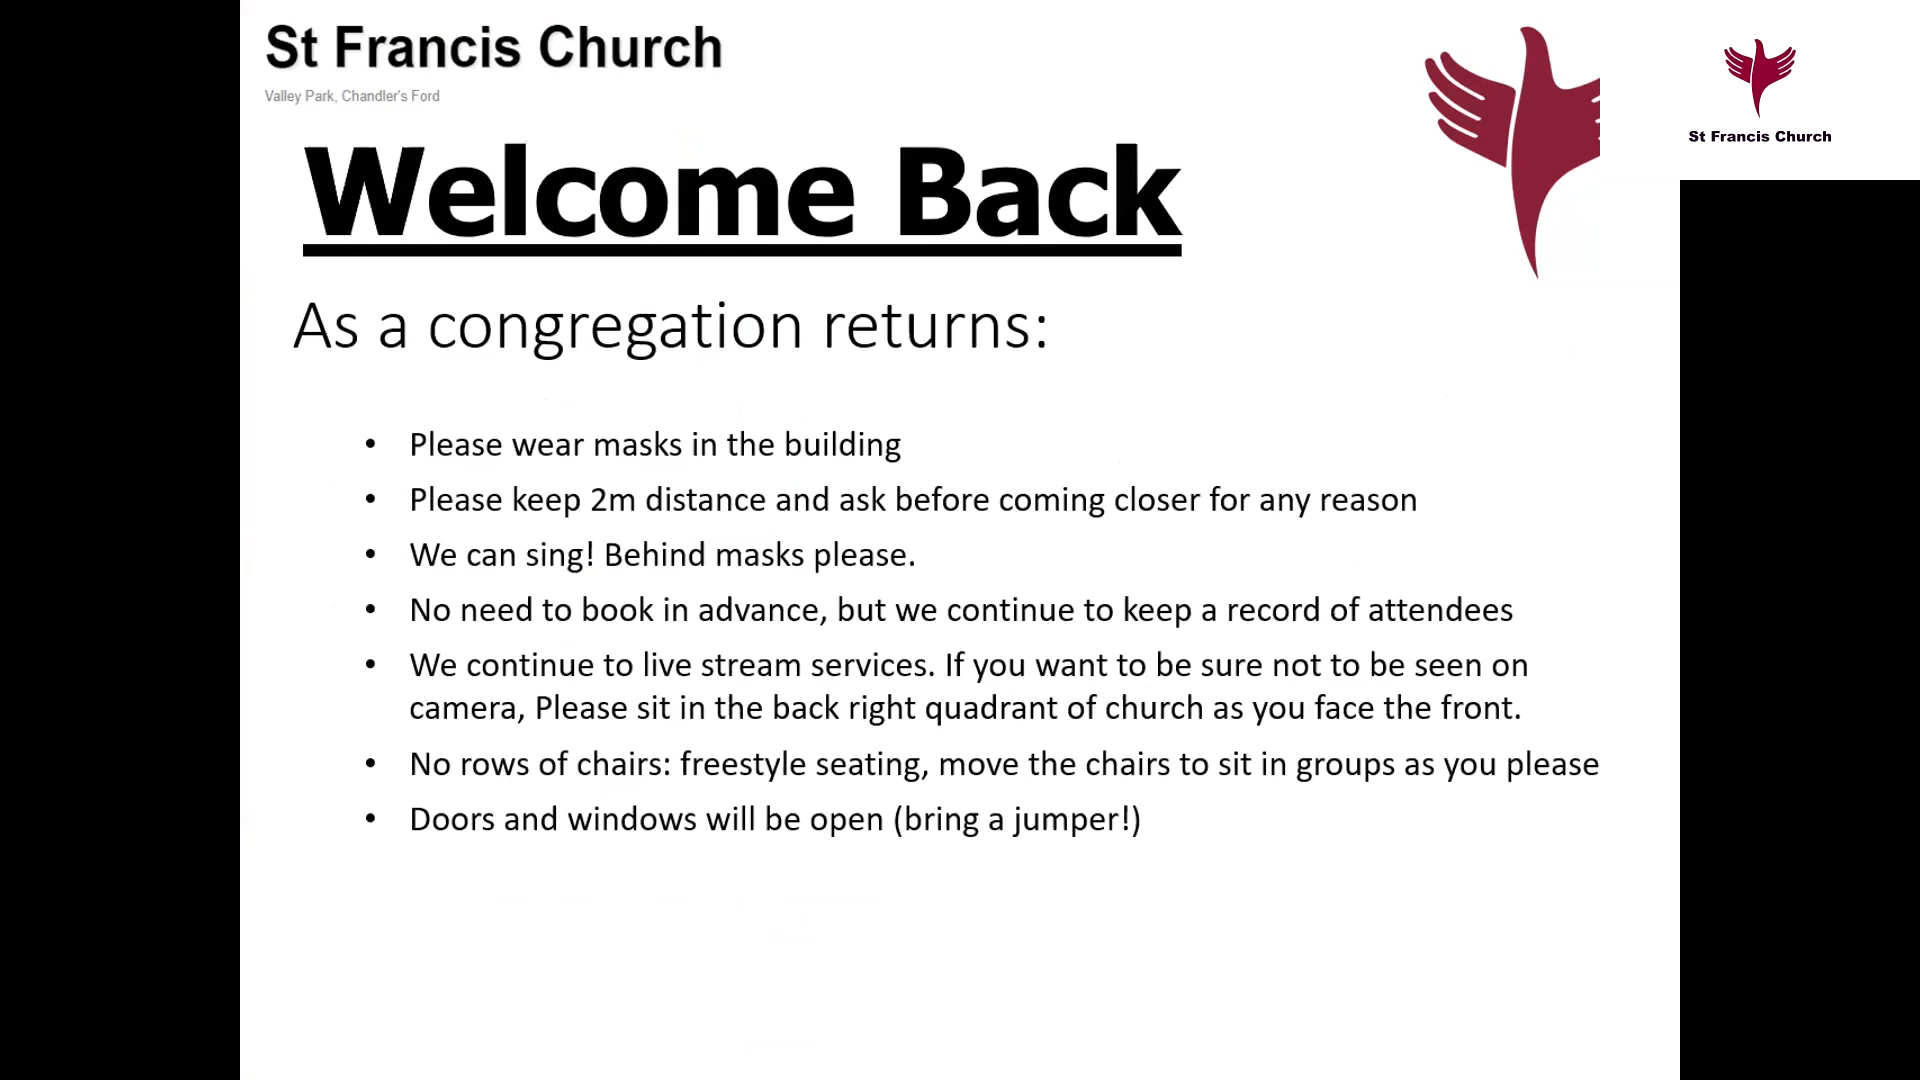 St Francis Church
Valley Park, Chandler's Ford
St Francis Church
Welcome Back
As a congregation returns:
• Please wear masks in the building
• Please keep 2m distance and ask before coming closer for any reason
• We can sing! Behind masks please.
• No need to book in advance, but we continue to keep a record of attendees
• We continue to live stream services. If you want to be sure not to be seen on
camera, Please sit in the back right quadrant of church as you face the front.
• No rows of chairs: freestyle seating, move the chairs to sit in groups as you please
• Doors and windows will be open (bring a jumper!)